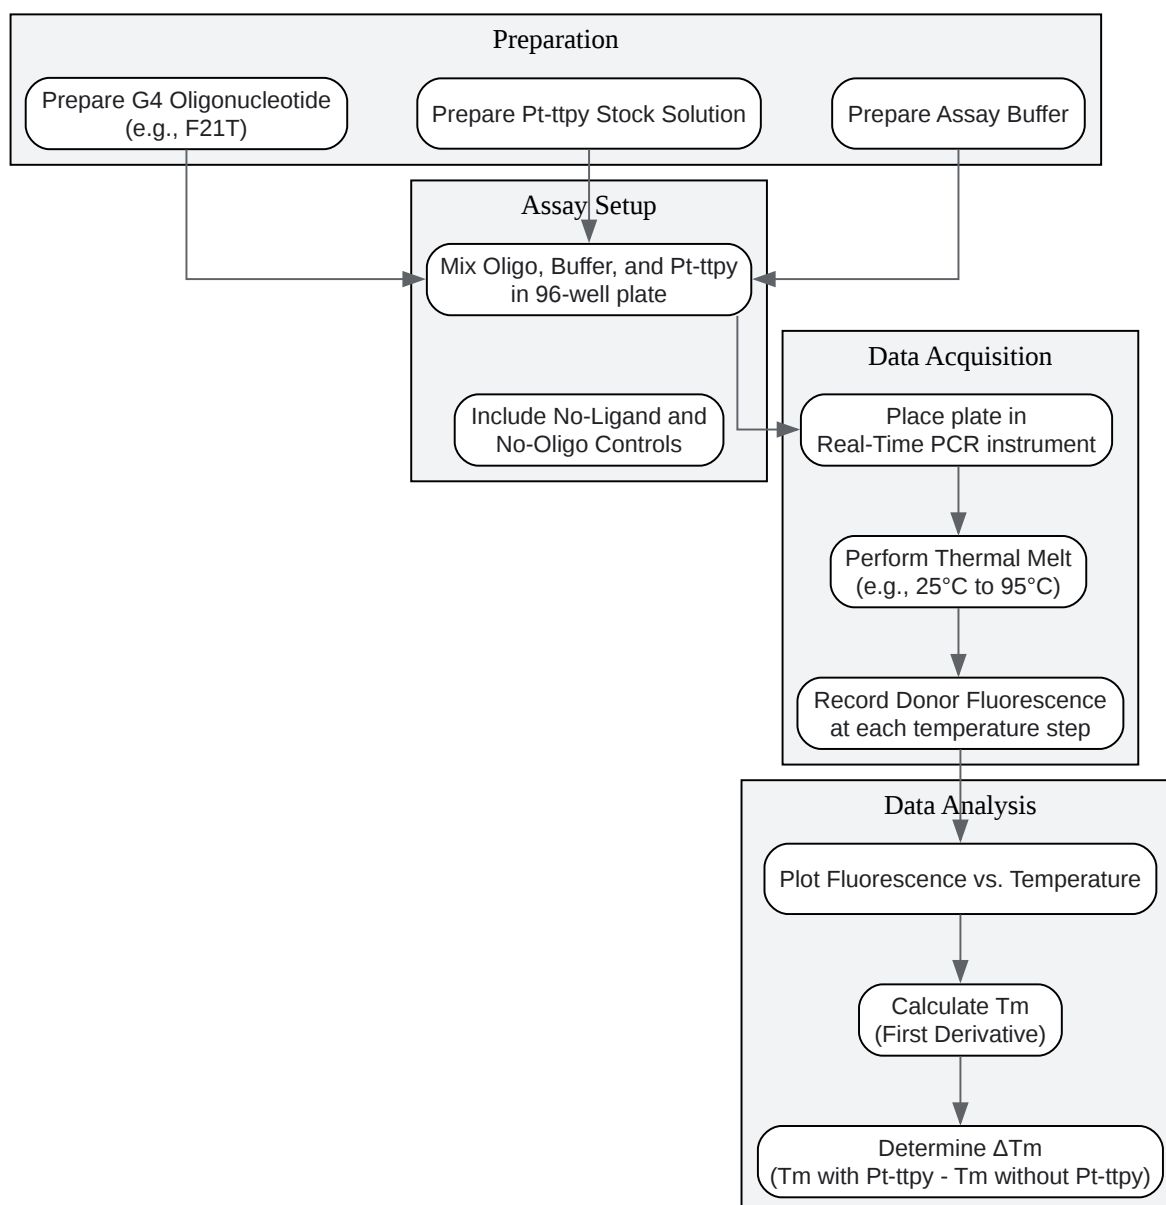 Preparation
Prepare G4 Oligonucleotide
(e.g., F21T)
Prepare Pt-ttpy Stock Solution
Prepare Assay Buffer
Assay Setup
Mix Oligo, Buffer, and Pt-ttpy
in 96-well plate
Include No-Ligand and
No-Oligo Controls
Data Acquisition
Place plate in
Real-Time PCR instrument
Perform Thermal Melt
(e.g., 25°C to 95°C)
Record Donor Fluorescence
at each temperature step
Data Analysis
Plot Fluorescence vs. Temperature
Calculate Tm
(First Derivative)
Determine ΔTm
(Tm with Pt-ttpy - Tm without Pt-ttpy)